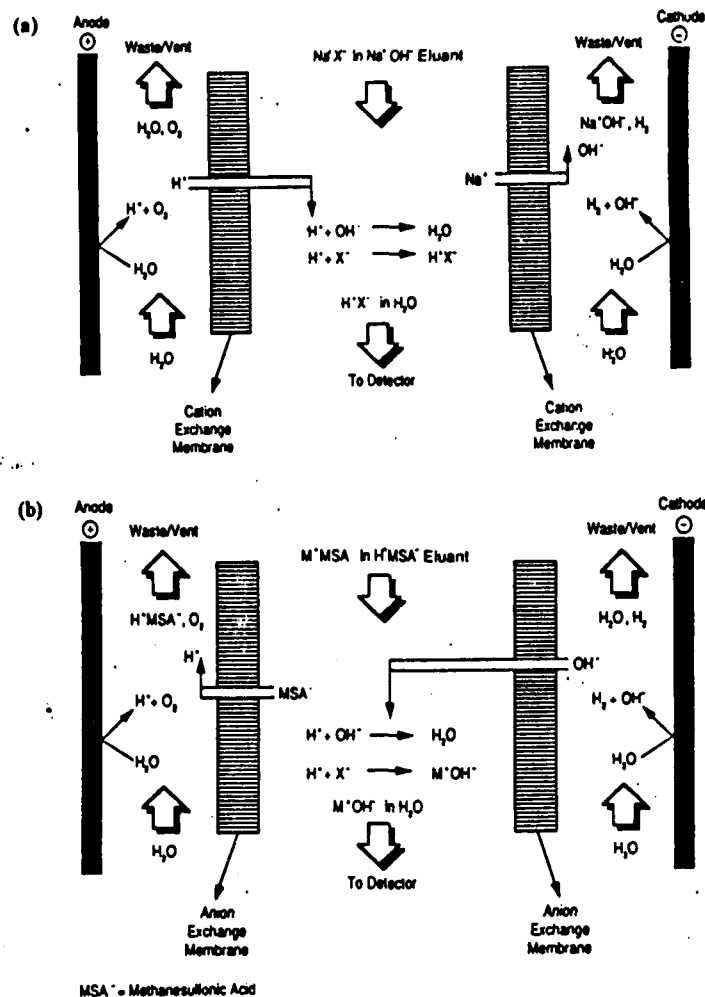 (a)
Anode
Cathude
⊕
⊖
Waste/Vent
Na⁺X⁻ in Na⁺ OH⁻ Eluant
Waste/Vent
H₂O, O₂
Na⁺OH⁻, H₂
OH⁻
H⁺
Na⁺
H⁺ + O₂
H⁺ + OH⁻ → H₂O
H₂ + OH⁻
H⁺ + X⁻ → H⁺X⁻
H₂O
H₂O
H⁺X⁻ in H₂O
H₂O
H₂O
To Detector
Cation
Exchange
Membrane
Cation
Exchange
Membrane
(b)
Anode
Cathode
⊕
⊖
Waste/Vent
M⁺MSA⁻ in H⁺MSA⁻ Eluant
Waste/Vent
H⁺MSA⁻, O₂
H₂O, H₂
H⁺
OH⁻
MSA⁻
H⁺ + O₂
H₂ + OH⁻
H⁺ + OH⁻ → H₂O
H₂O
H₂O
H⁺ + X⁻ → M⁺OH⁻
M⁺OH⁻ in H₂O
H₂O
H₂O
To Detector
Anion
Exchange
Membrane
Anion
Exchange
Membrane
MSA⁻ = Methanesulfonic Acid